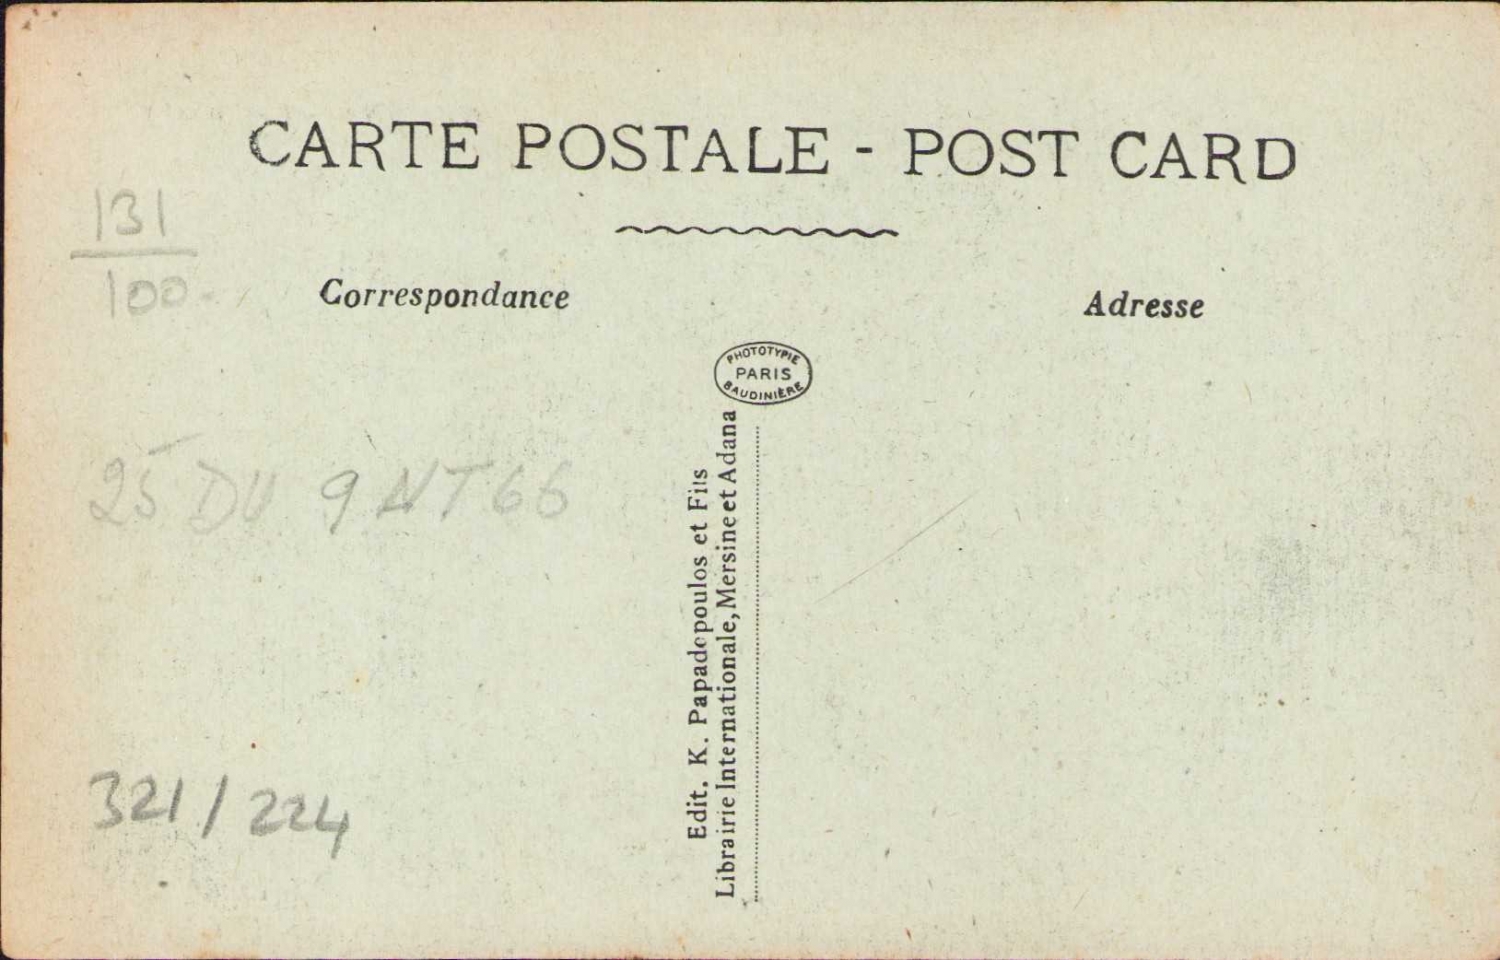 CARTE POSTALE - POST CARD
131
100
Correspondance
Adresse
PHOTOTYPIE
PARIS
BAUDINIÈRE
Edit. K. Papadopoulos et Fils
Librairie Internationale, Mersine et Adana
25 DU 9 NT 66
321/224